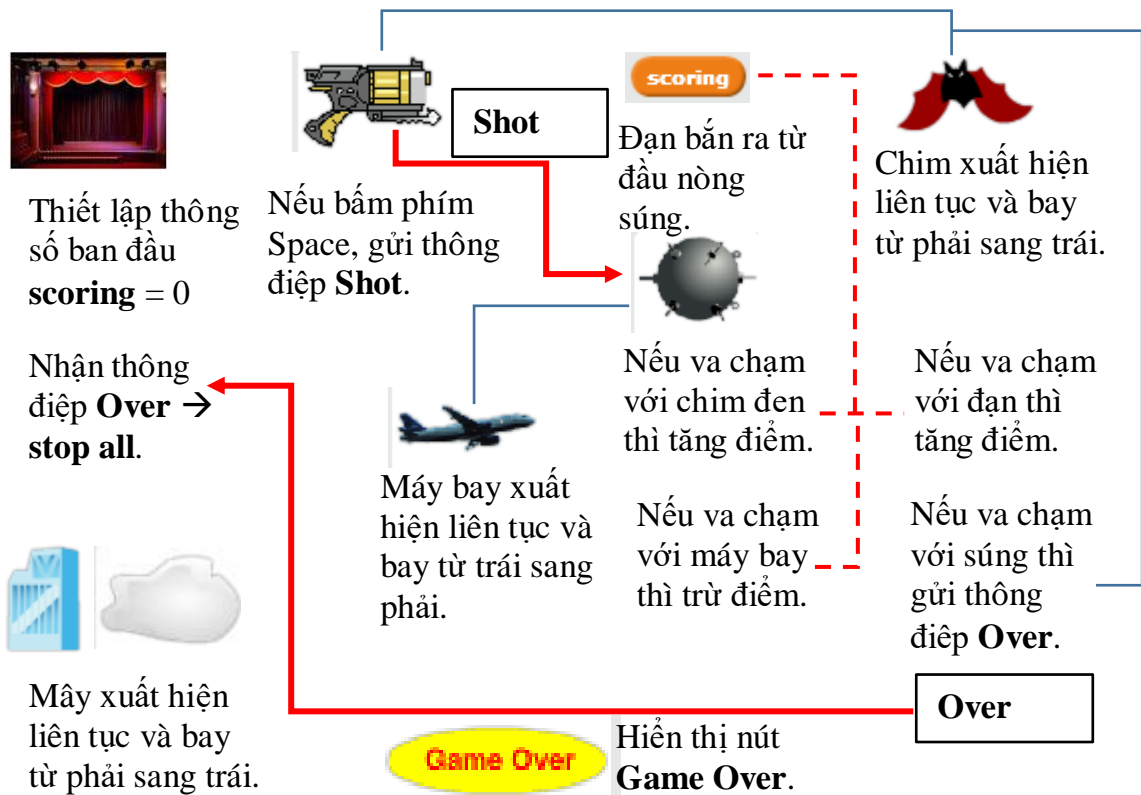 Thiết lập thông
số ban đầu
scoring = 0
Nhận thông
điệp Over →
stop all.
Nếu bấm phím
Space, gửi thông
điệp Shot.
Shot
scoring
Đạn bắn ra từ
đầu nòng
súng.
Chim xuất hiện
liên tục và bay
từ phải sang trái.
Nếu va chạm
với chim đen
thì tăng điểm.
Nếu va chạm
với đạn thì
tăng điểm.
Máy bay xuất
hiện liên tục và
bay từ trái sang
phải.
Nếu va chạm
với máy bay
thì trừ điểm.
Nếu va chạm
với súng thì
gửi thông
điêp Over.
Mây xuất hiện
liên tục và bay
từ phải sang trái.
Over
Game Over
Hiển thị nút
Game Over.